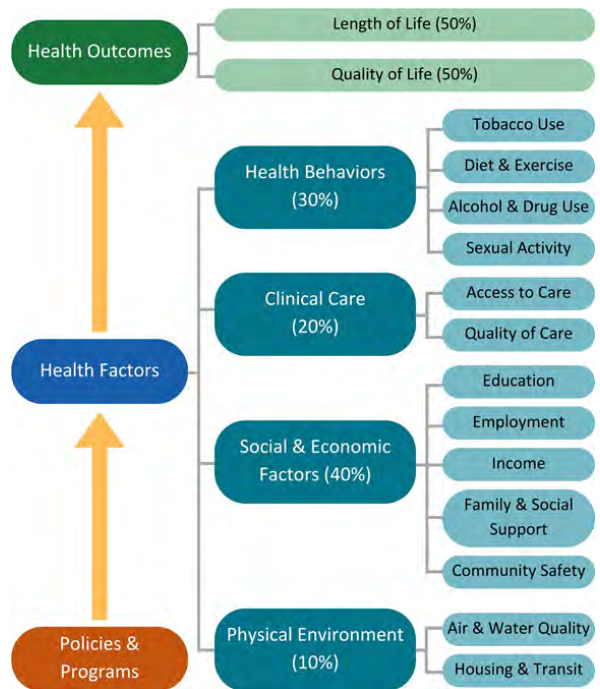 Health Outcomes
Length of Life (50%)
Quality of Life (50%)
Health Factors
Health Behaviors
(30%)
Tobacco Use
Diet & Exercise
Alcohol & Drug Use
Sexual Activity
Clinical Care
(20%)
Access to Care
Quality of Care
Social & Economic
Factors (40%)
Education
Employment
Income
Family & Social
Support
Community Safety
Physical Environment
(10%)
Air & Water Quality
Housing & Transit
Policies &
Programs